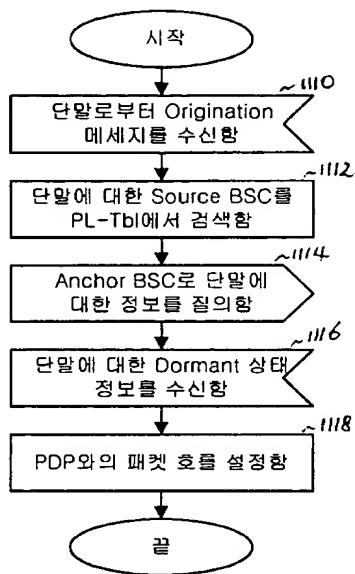 시작
~1110
단말로부터 Origination
메세지를 수신함
~1112
단말에 대한 Source BSC를
PL-Tbl에서 검색함
~1114
Anchor BSC로 단말에
대한 정보를 질의함
~1116
단말에 대한 Dormant 상태
정보를 수신함
~1118
PDP와의 패켓 호를 설정함
끝